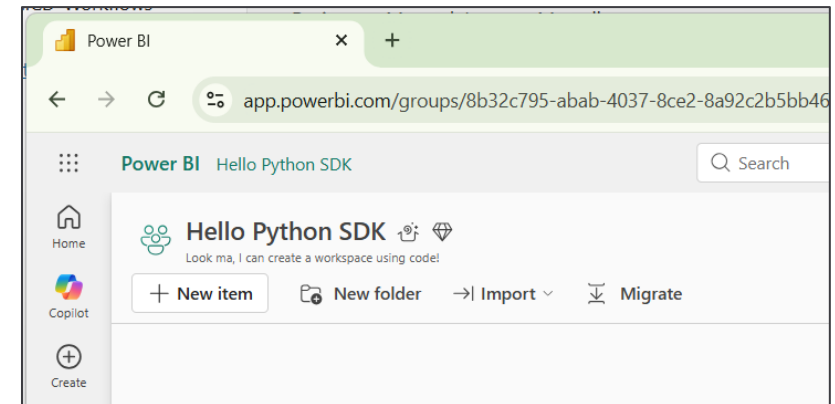 Power BI
app.powerbi.com/groups/8b32c795-abab-4037-8ce2-8a92c2b5bb46
Power BI Hello Python SDK Search
Home
Hello Python SDK
Look ma, I can create a workspace using code!
New item New folder Import Migrate
Copilot
Create